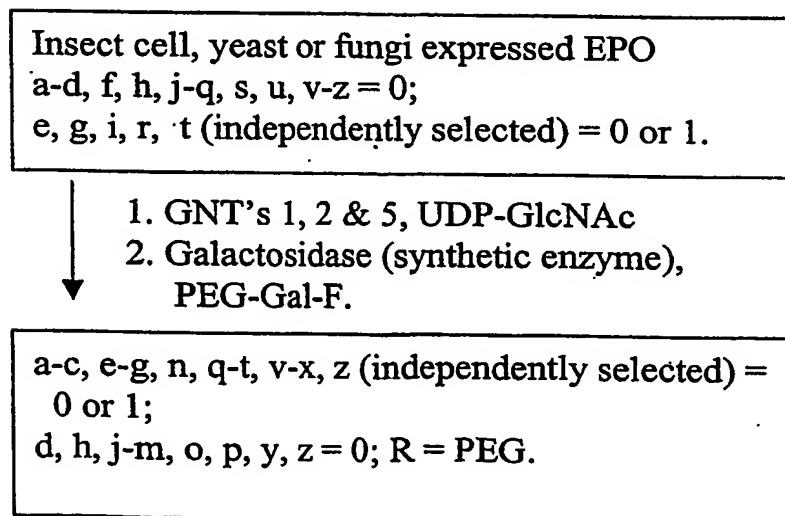 Insect cell, yeast or fungi expressed EPO
a-d, f, h, j-q, s, u, v-z = 0;
e, g, i, r, t (independently selected) = 0 or 1.
1. GNT's 1, 2 & 5, UDP-GlcNAc
2. Galactosidase (synthetic enzyme),
PEG-Gal-F.
a-c, e-g, n, q-t, v-x, z (independently selected) =
0 or 1;
d, h, j-m, o, p, y, z = 0; R = PEG.